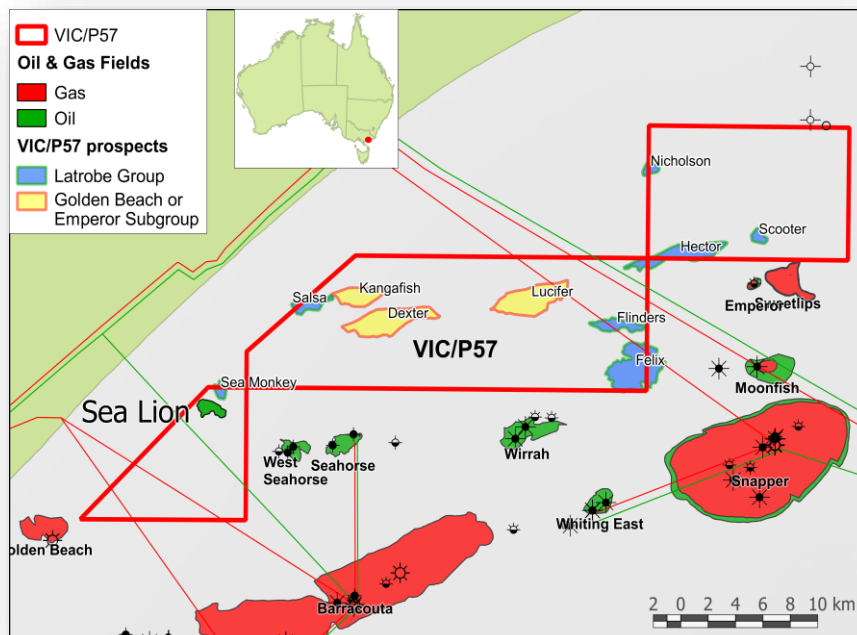 VIC/P57
Oil & Gas Fields
Gas
Oil
VIC/P57 prospects
Latrobe Group
Golden Beach or
Emperor Subgroup
Nicholson
Scooter
Hector
Kangafish
Salsa
Lucifer
Dexter
Emperor
Sweetlips
Flinders
VIC/P57
Felix
Moonfish
Sea Monkey
Sea Lion
West
Seahorse
Seahorse
Wirrah
Snapper
Whiting East
olden Beach
Barracouta
2 0 2 4 6 8 10 km